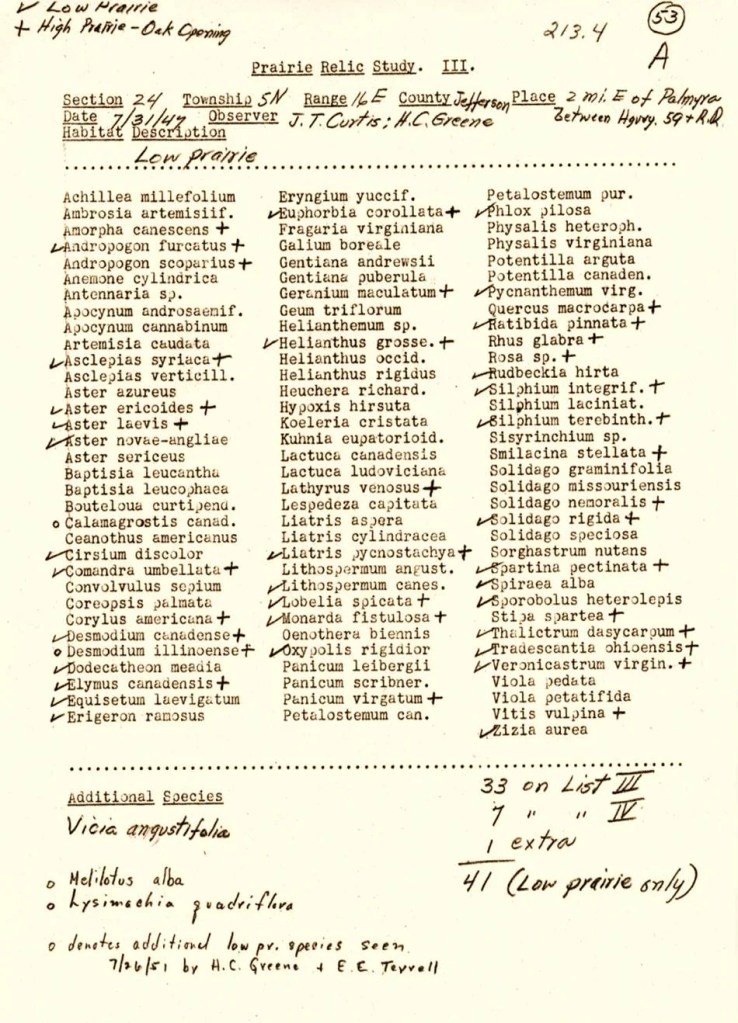 ✓ Low Prairie
+ High Prairie - Oak Opening
213.4
53
A
Prairie Relic Study. III.
Section 24 Township 5N Range 16E County Jefferson Place 2 mi. E of Palmyra
Date 7/31/47 Observer J.T. Curtis; H.C. Greene between Hgwy. 59 + R.R.
Habitat Description
Low prairie
Achillea millefolium
Ambrosia artemisiif.
Amorpha canescens +
✓Andropogon furcatus +
Andropogon scoparius +
Anemone cylindrica
Antennaria sp.
Apocynum androsaemif.
Apocynum cannabinum
Artemisia caudata
✓Asclepias syriaca +
Asclepias verticill.
Aster azureus
✓Aster ericoides +
✓Aster laevis +
✓Aster novae-angliae
Aster sericeus
Baptisia leucantha
Baptisia leucophaea
Bouteloua curtipend.
o Calamagrostis canad.
Ceanothus americanus
✓Cirsium discolor
✓Comandra umbellata +
Convolvulus sepium
Coreopsis palmata
Corylus americana +
✓Desmodium canadense +
o Desmodium illinoense +
✓Dodecatheon meadia
✓Elymus canadensis +
✓Equisetum laevigatum
✓Erigeron ramosus
Eryngium yuccif.
✓Euphorbia corollata +
Fragaria virginiana
Galium boreale
Gentiana andrewsii
Gentiana puberula
Geranium maculatum +
Geum triflorum
Helianthemum sp.
✓Helianthus grosse. +
Helianthus occid.
Helianthus rigidus
Heuchera richard.
Hypoxis hirsuta
Koeleria cristata
Kuhnia eupatorioid.
Lactuca canadensis
Lactuca ludoviciana
Lathyrus venosus +
Lespedeza capitata
Liatris aspera
Liatris cylindracea
✓Liatris pycnostachya +
Lithospermum angust.
✓Lithospermum canes.
✓Lobelia spicata +
✓Monarda fistulosa +
Oenothera biennis
✓Oxypolis rigidior
Panicum leibergii
Panicum scribner.
Panicum virgatum +
Petalostemum can.
Petalostemum pur.
✓Phlox pilosa
Physalis heteroph.
Physalis virginiana
Potentilla arguta
Potentilla canaden.
✓Pycnanthemum virg.
Quercus macrocarpa +
✓Ratibida pinnata +
Rhus glabra +
Rosa sp. +
✓Rudbeckia hirta
✓Silphium integrif. +
Silphium laciniat.
✓Silphium terebinth. +
Sisyrinchium sp.
Smilacina stellata +
Solidago graminifolia
Solidago missouriensis
Solidago nemoralis +
✓Solidago rigida +
Solidago speciosa
Sorghastrum nutans
✓Spartina pectinata +
✓Spiraea alba
✓Sporobolus heterolepis
Stipa spartea +
✓Thalictrum dasycarpum +
✓Tradescantia ohioensis +
✓Veronicastrum virgin. +
Viola pedata
Viola petatifida
Vitis vulpina +
✓Zizia aurea
Additional Species
Vicia angustifolia
o Melilotus alba
o Lysimachia quadriflora
o denotes additional low pr. species seen
7/26/51 by H.C. Greene + E.E. Terrell
33 on List III
7 " " IV
1 extra
41 (Low prairie only)